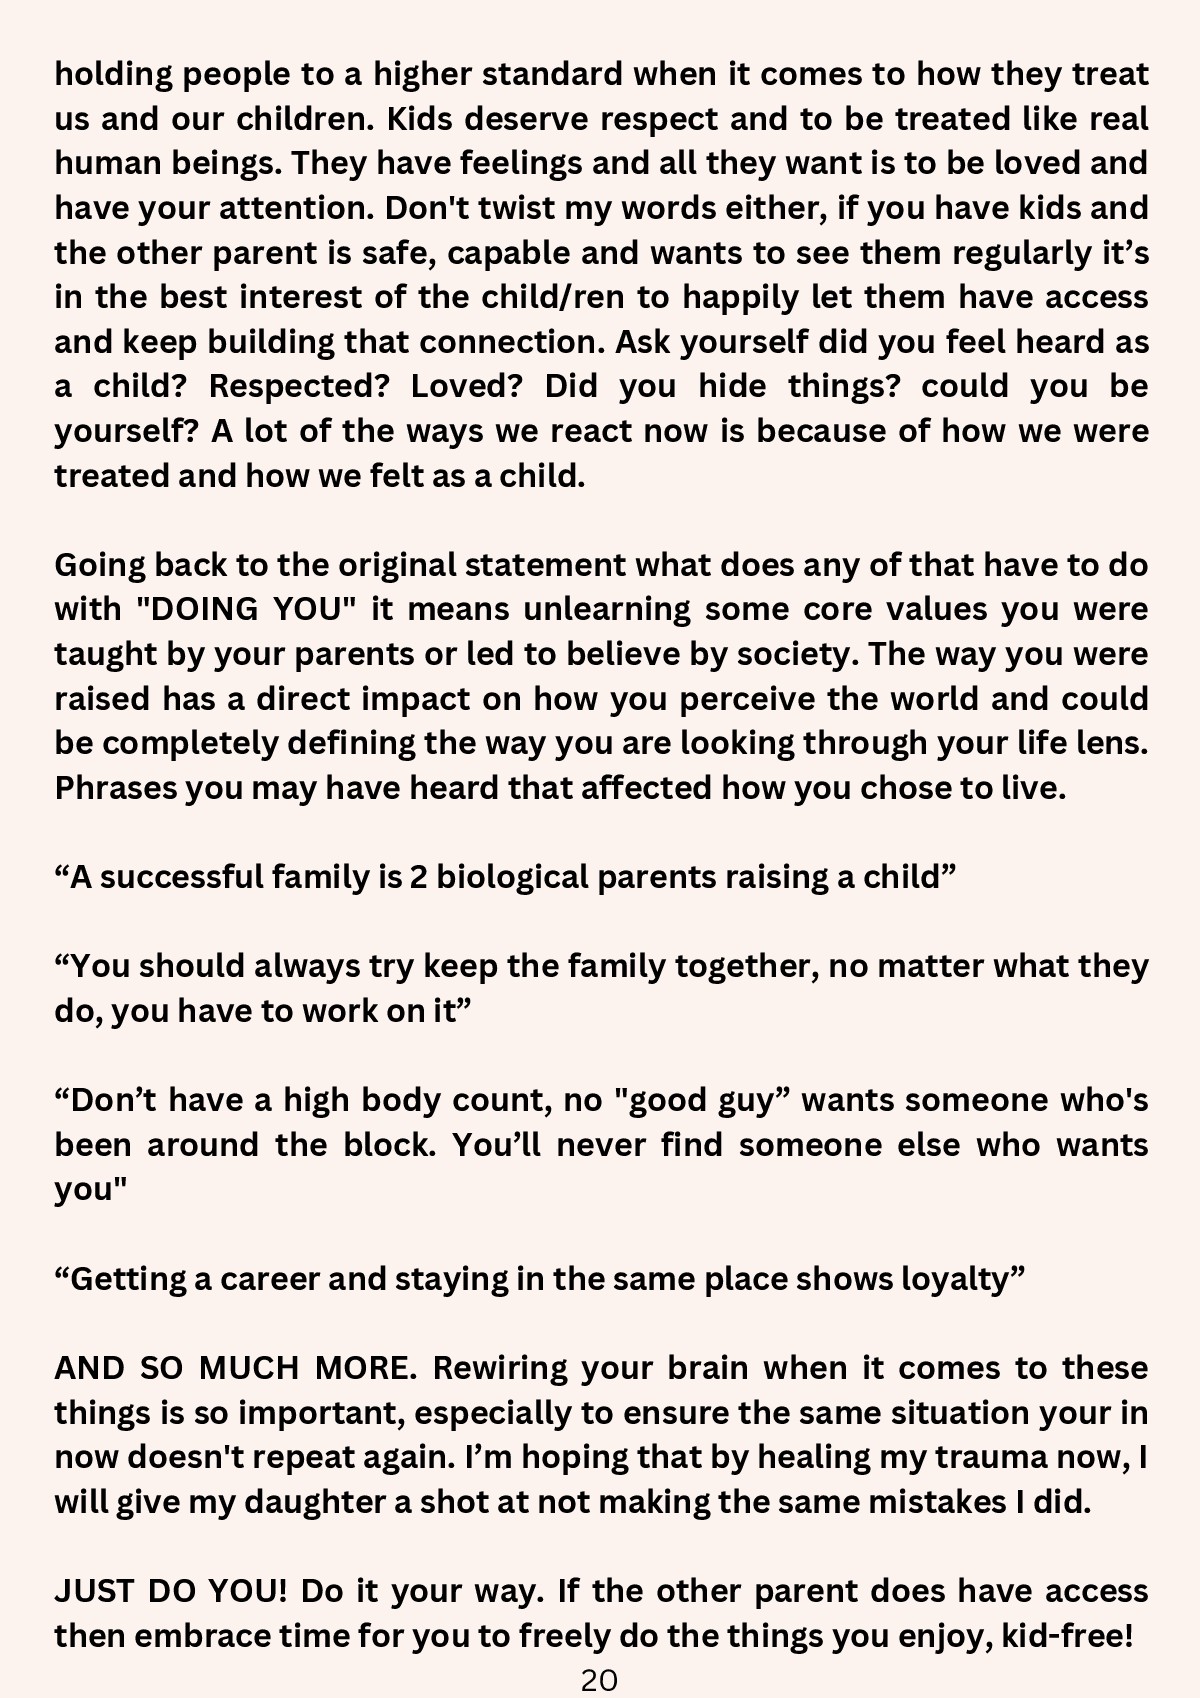 holding people to a higher standard when it comes to how they treat
us and our children. Kids deserve respect and to be treated like real
human beings. They have feelings and all they want is to be loved and
have your attention. Don't twist my words either, if you have kids and
the other parent is safe, capable and wants to see them regularly it’s
in the best interest of the child/ren to happily let them have access
and keep building that connection. Ask yourself did you feel heard as
a child? Respected? Loved? Did you hide things? could you be
yourself? A lot of the ways we react now is because of how we were
treated and how we felt as a child.
Going back to the original statement what does any of that have to do
with "DOING YOU" it means unlearning some core values you were
taught by your parents or led to believe by society. The way you were
raised has a direct impact on how you perceive the world and could
be completely defining the way you are looking through your life lens.
Phrases you may have heard that affected how you chose to live.
“A successful family is 2 biological parents raising a child”
“You should always try keep the family together, no matter what they
do, you have to work on it”
“Don’t have a high body count, no "good guy” wants someone who's
been around the block. You’ll never find someone else who wants
you"
“Getting a career and staying in the same place shows loyalty”
AND SO MUCH MORE. Rewiring your brain when it comes to these
things is so important, especially to ensure the same situation your in
now doesn't repeat again. I’m hoping that by healing my trauma now, I
will give my daughter a shot at not making the same mistakes I did.
JUST DO YOU! Do it your way. If the other parent does have access
then embrace time for you to freely do the things you enjoy, kid-free!
20